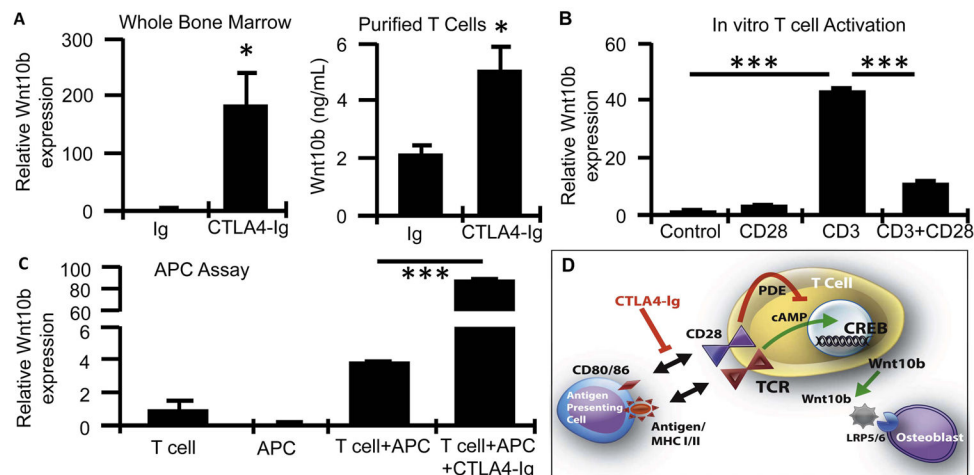 A
Whole Bone Marrow
Relative Wnt10b
expression
300
200
100
0
*
Ig
CTLA4-Ig
Purified T Cells
Wnt10b (ng/mL)
6
4
2
0
*
Ig
CTLA4-Ig
B
In vitro T cell Activation
Relative Wnt10b
expression
60
40
20
0
***
***
Control
CD28
CD3
CD3+CD28
C
APC Assay
Relative Wnt10b
expression
100
80
60
6
4
2
0
***
T cell
APC
T cell+APC
T cell+APC
+CTLA4-Ig
D
T Cell
PDE
CTLA4-Ig
cAMP
CREB
CD28
CD80/86
TCR
Wnt10b
Antigen
Presenting
Cell
Wnt10b
Antigen/
MHC I/II
LRP5/6
Osteoblast